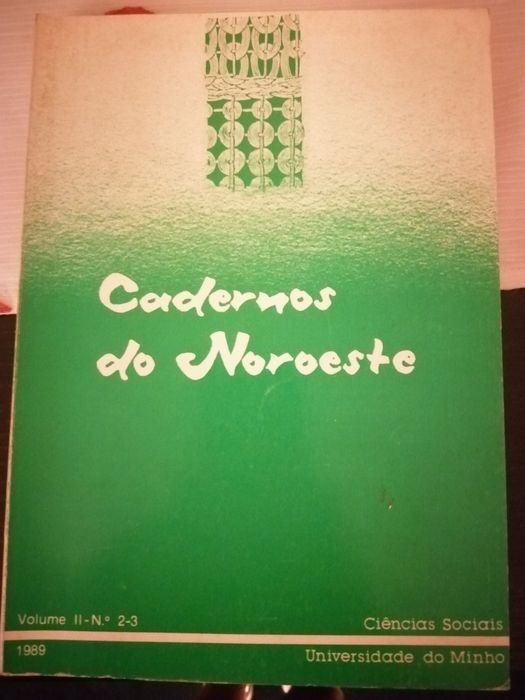 Cadernos
do Noroeste
Volume II - N.º 2-3
Ciências Sociais
1989
Universidade do Minho